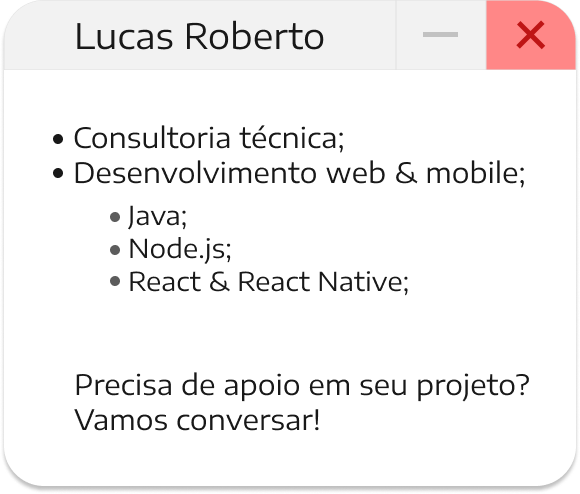 Lucas Roberto
Consultoria técnica;
Desenvolvimento web & mobile;
Java;
Node.js;
React & React Native;
Precisa de apoio em seu projeto?
Vamos conversar!